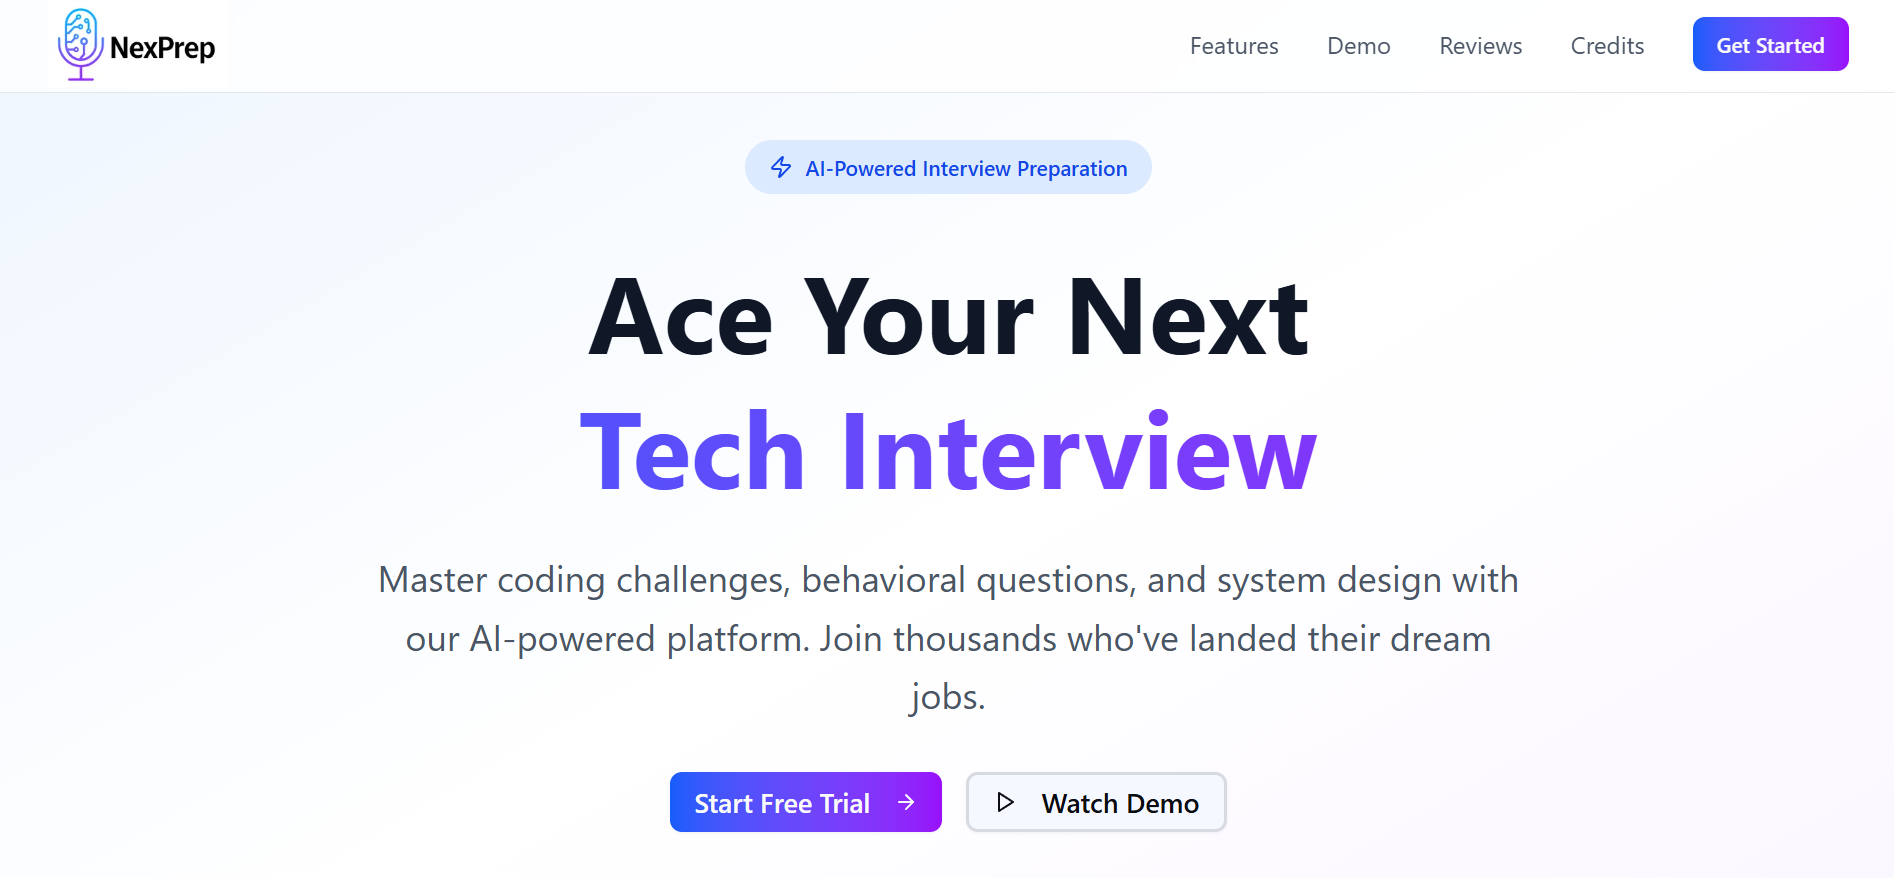 NexPrep
Features
Demo
Reviews
Credits
Get Started
AI-Powered Interview Preparation
Ace Your Next
Tech Interview
Master coding challenges, behavioral questions, and system design with
our AI-powered platform. Join thousands who've landed their dream
jobs.
Start Free Trial
Watch Demo